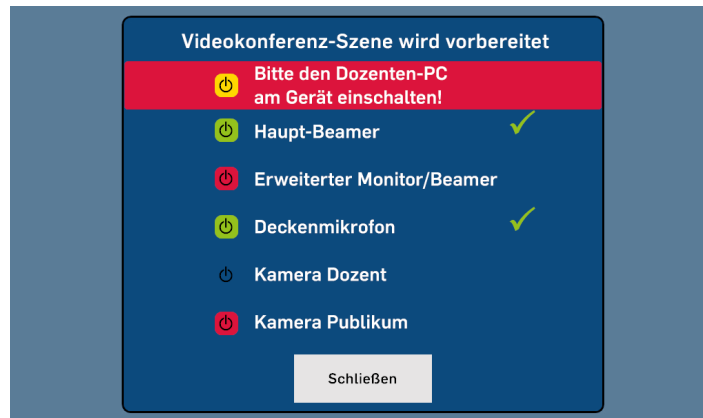 Videokonferenz-Szene wird vorbereitet
Bitte den Dozenten-PC
am Gerät einschalten!
Haupt-Beamer
Erweiterter Monitor/Beamer
Deckenmikrofon
Kamera Dozent
Kamera Publikum
Schließen